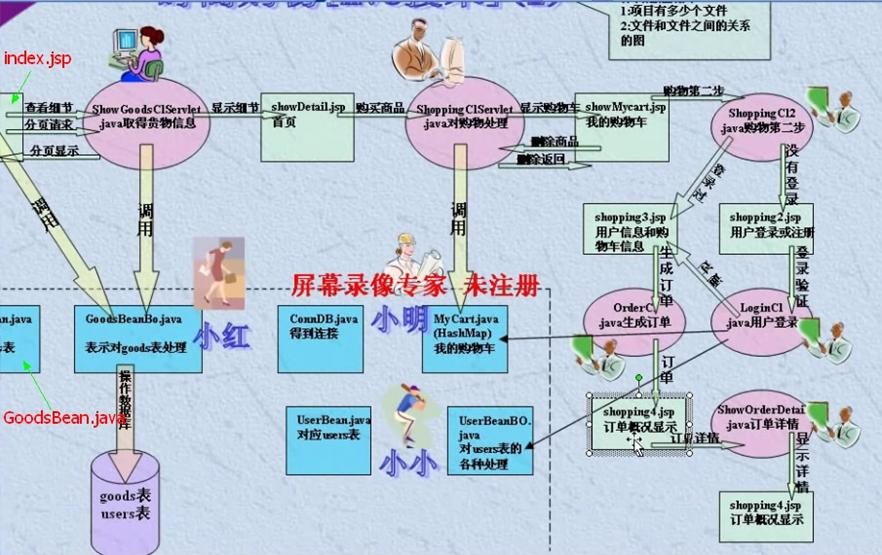 1:项目有多少个文件
2:文件和文件之间的关系
的图
index.jsp
查看细节
分页请求
分页显示
ShowGoodsClServlet
.java取得货物信息
显示细节
showDetail.jsp
首页
购买商品
ShoppingClServlet
.java对购物处理
显示购物车
showMycart.jsp
我的购物车
删除商品
删除返回
购物第二步
ShoppingCl2
.java购物第二步
没有登录
登录过
调用
调用
调用
shopping3.jsp
用户信息和购
物车信息
shopping2.jsp
用户登录或注册
生成订单
登录验证
屏幕录像专家 未注册
OrderC
.java生成订单
LoginCl
.java用户登录
an.java
表
GoodsBeanBo.java
表示对goods表处理
小红
ConnDB.java
得到连接
小明
MyCart.java
(HashMap)
我的购物车
订单
GoodsBean.java
操作数据库
UserBean.java
对应users表
小小
UserBeanBO.
java
对users表的
各种处理
shopping4.jsp
订单概况显示
订单详情
ShowOrderDetai
.java订单详情
显示详情
goods表
users表
shopping4.jsp
订单概况显示